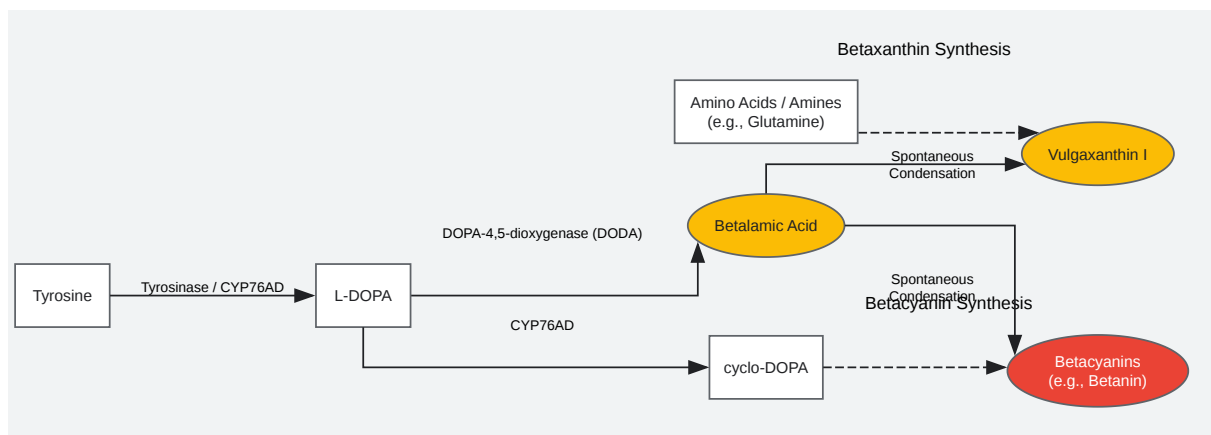 Betaxanthin Synthesis
Amino Acids / Amines
(e.g., Glutamine)
Spontaneous
Condensation
Vulgaxanthin I
Betalamic Acid
DOPA-4,5-dioxygenase (DODA)
Tyrosine
Tyrosinase / CYP76AD
L-DOPA
Spontaneous
Condensation
Betacyanin Synthesis
CYP76AD
cyclo-DOPA
Betacyanins
(e.g., Betanin)